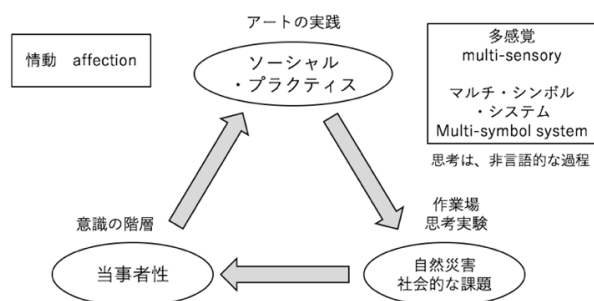 アートの実践
情動 affection
ソーシャル
・プラクティス
多感覚
multi-sensory
マルチ・シンボル
・システム
Multi-symbol system
思考は、非言語的な過程
意識の階層
当事者性
作業場
思考実験
自然災害
社会的な課題